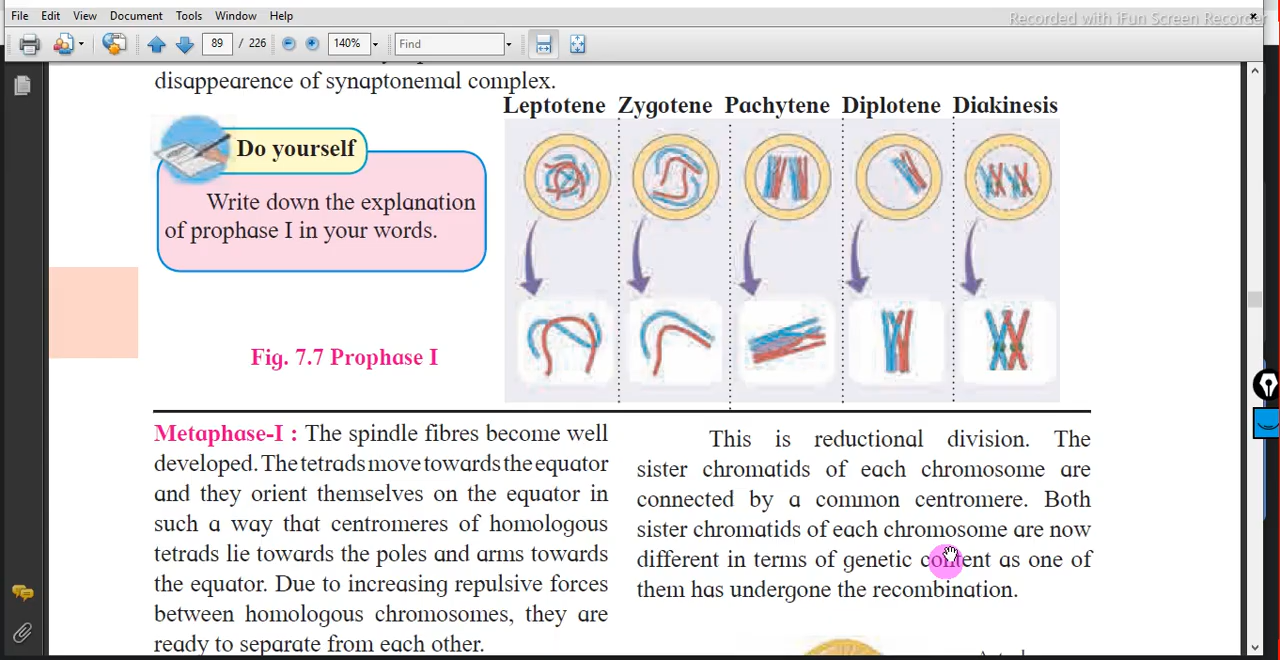 File Edit View Document Tools Window Help
Recorded with iFun Screen Recorder
89 / 226 140% Find
disappearance of synaptonemal complex.
Leptotene Zygotene Pachytene Diplotene Diakinesis
Do yourself
Write down the explanation
of prophase I in your words.
Fig. 7.7 Prophase I
Metaphase-I : The spindle fibres become well
developed. The tetrads move towards the equator
and they orient themselves on the equator in
such a way that centromeres of homologous
tetrads lie towards the poles and arms towards
the equator. Due to increasing repulsive forces
between homologous chromosomes, they are
ready to separate from each other.
This is reductional division. The
sister chromatids of each chromosome are
connected by a common centromere. Both
sister chromatids of each chromosome are now
different in terms of genetic content as one of
them has undergone the recombination.